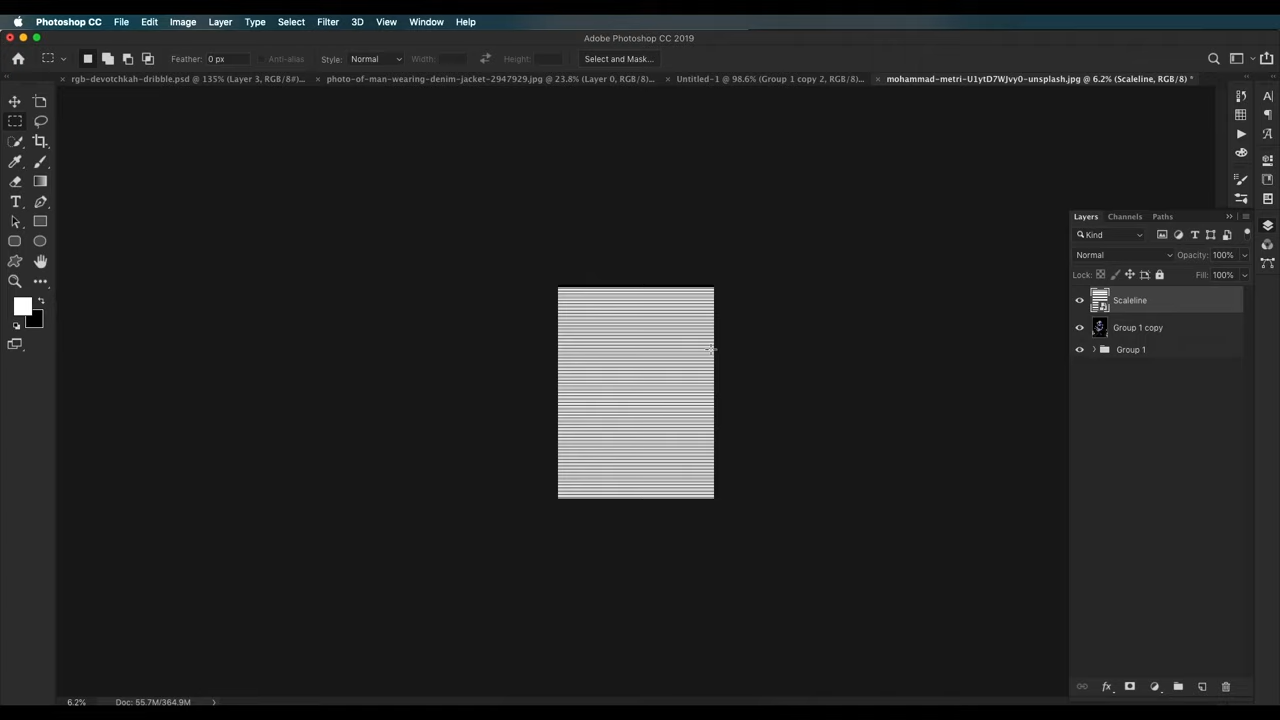 Photoshop CC File Edit Image Layer Type Select Filter 3D View Window Help
Adobe Photoshop CC 2019
Feather: 0 px Anti-alias Style: Normal Width: Height: Select and Mask...
rgb-devotchkah-dribble.psd @ 135% (Layer 3, RGB/8#)... photo-of-man-wearing-denim-jacket-2947929.jpg @ 23.8% (Layer 0, RGB/8)... Untitled-1 @ 98.6% (Group 1 copy 2, RGB/8)... mohammad-metri-U1ytD7WJvy0-unsplash.jpg @ 6.2% (Scaleline, RGB/8) *
Layers Channels Paths
Kind
Normal Opacity: 100%
Lock: Fill: 100%
Scaleline
Group 1 copy
Group 1
6.2% Doc: 55.7M/364.9M